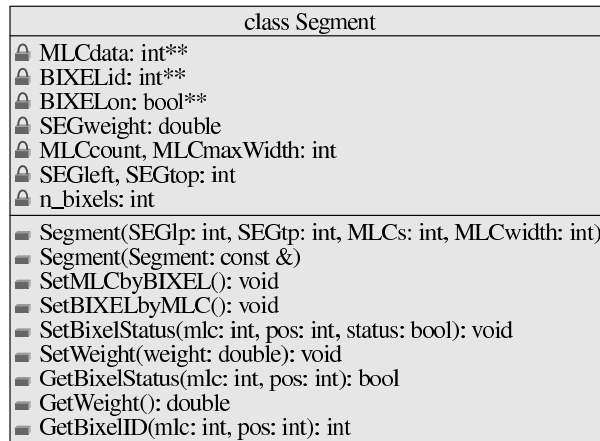 class Segment
MLCdata: int**
BIXELid: int**
BIXELon: bool**
SEGweight: double
MLCcount, MLCmaxWidth: int
SEGleft, SEGtop: int
n_bixels: int
Segment(SEGlp: int, SEGtp: int, MLCs: int, MLCwidth: int)
Segment(Segment: const &)
SetMLCbyBIXEL(): void
SetBIXELbyMLC(): void
SetBixelStatus(mlc: int, pos: int, status: bool): void
SetWeight(weight: double): void
GetBixelStatus(mlc: int, pos: int): bool
GetWeight(): double
GetBixelID(mlc: int, pos: int): int